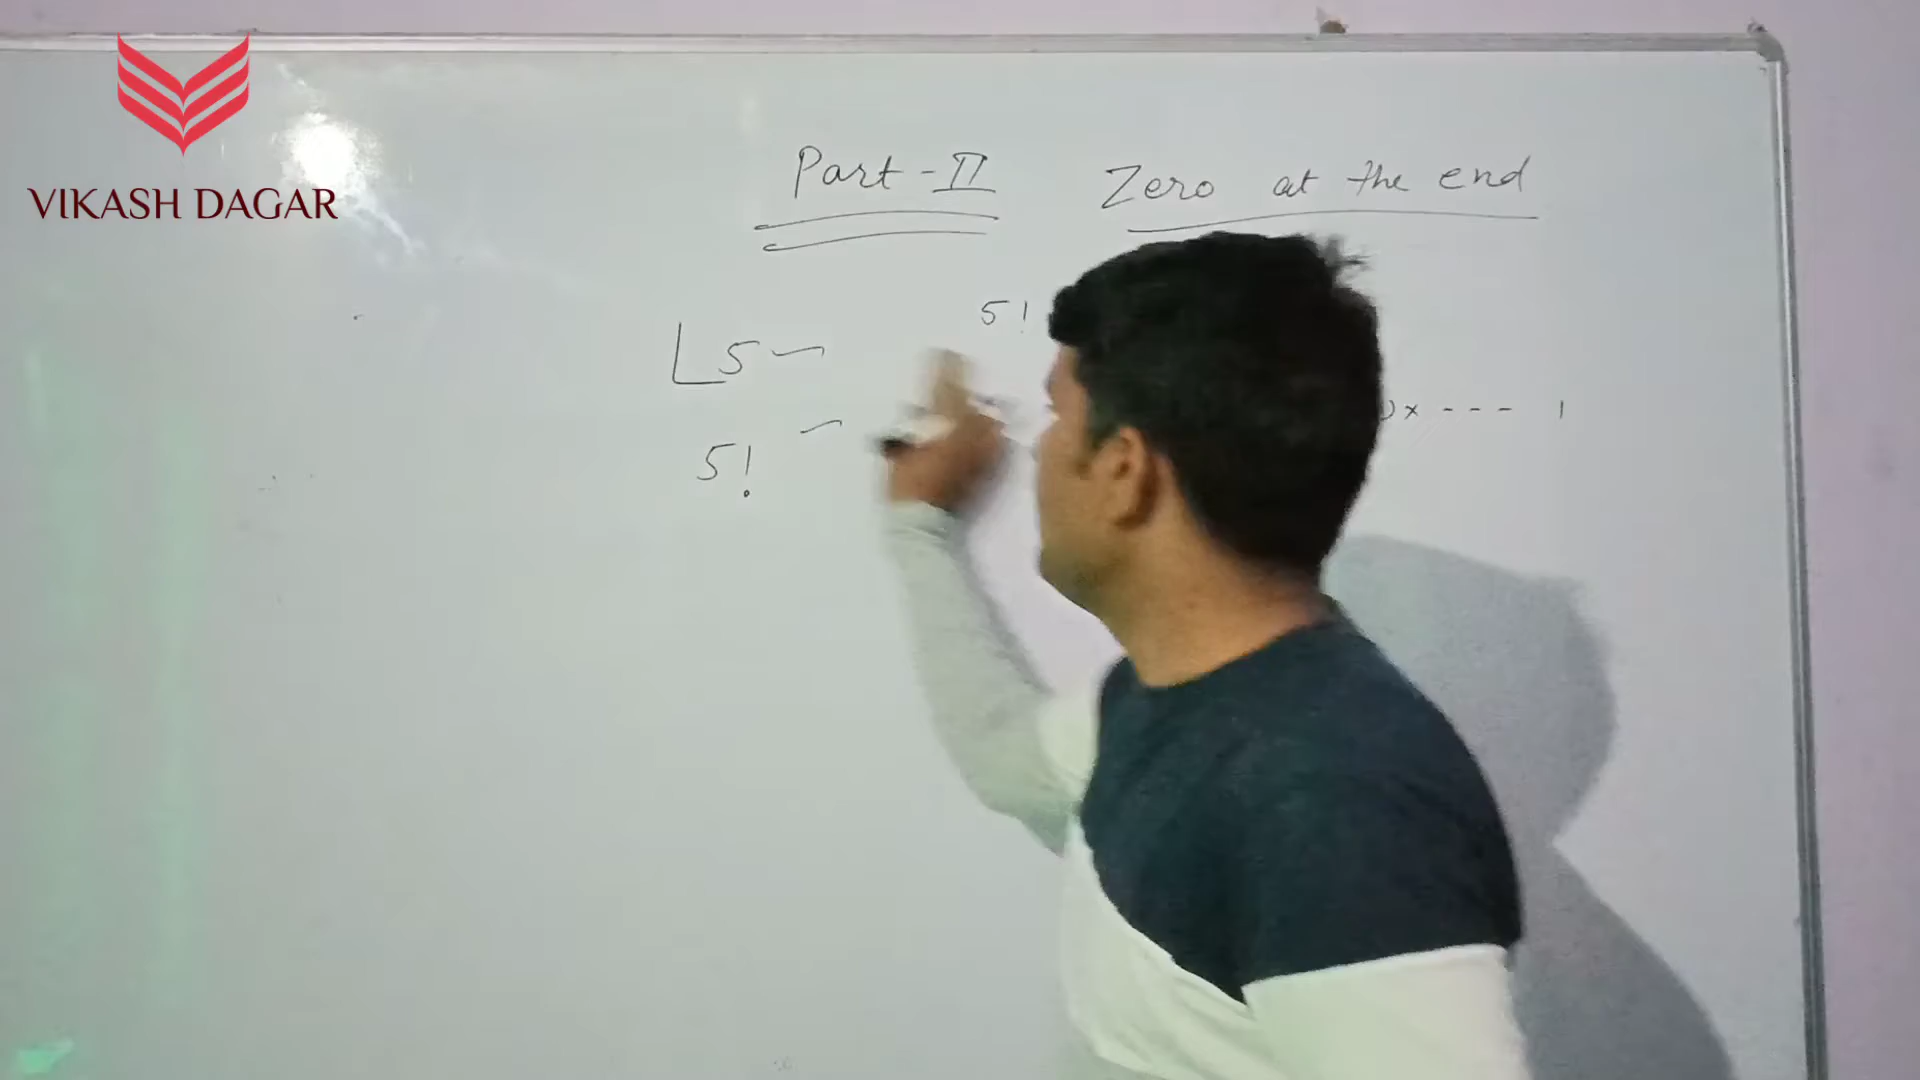 VIKASH DAGAR
Part-II Zero at the end
5!
L5
x - - - 1
5!